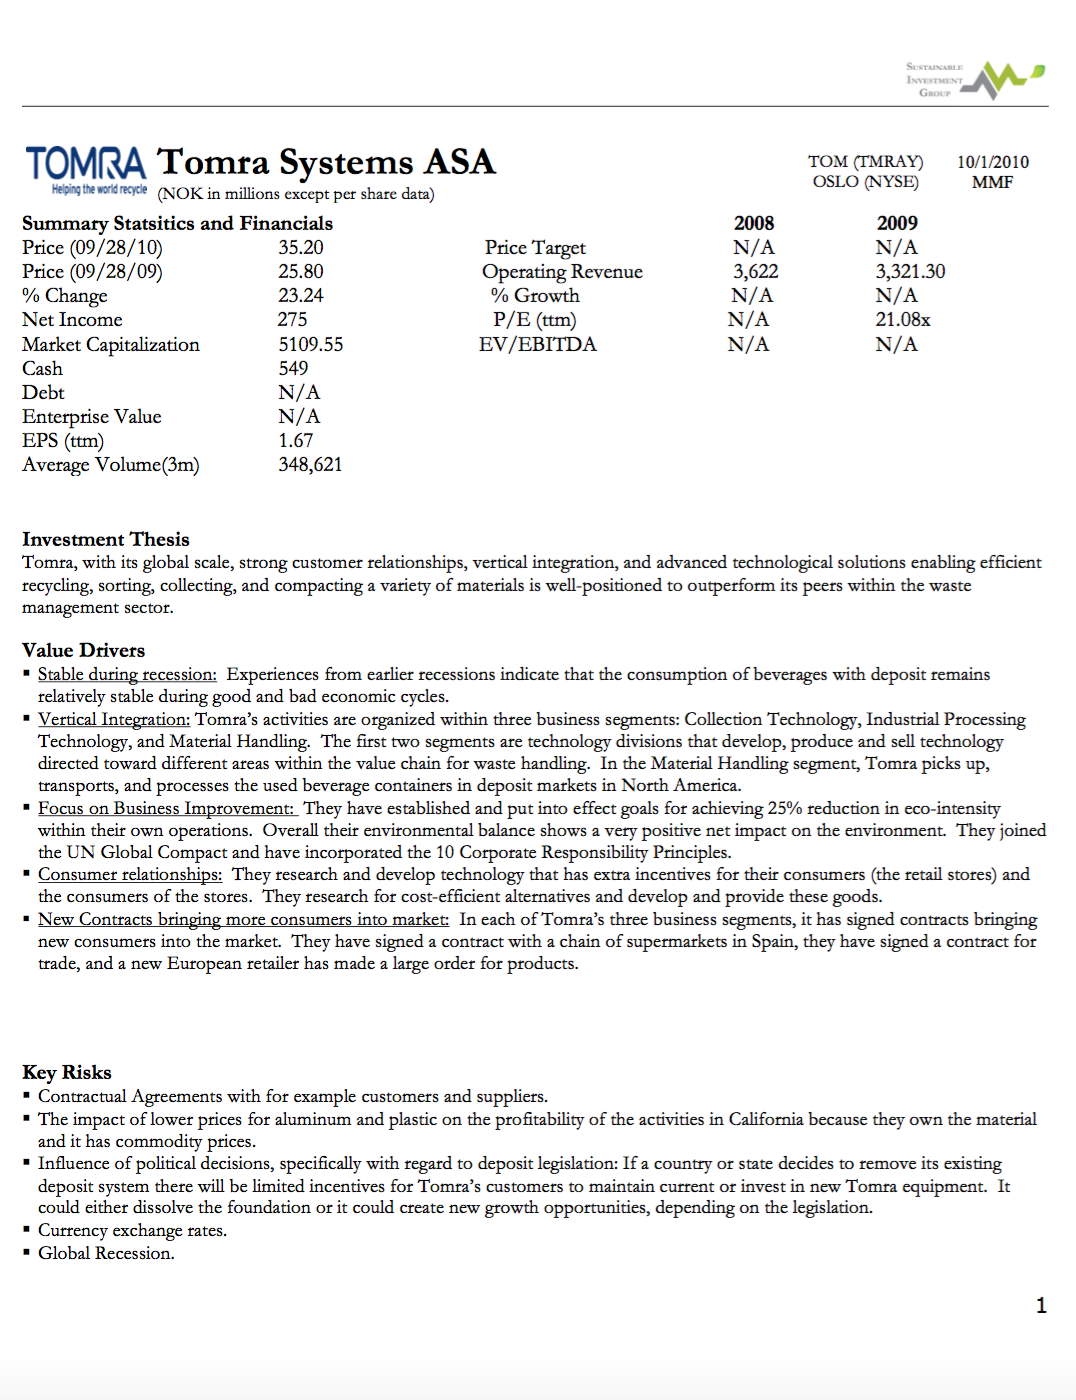 SUSTAINABLE
INVESTMENT
GROUP
TOMRA
Helping the world recycle
Tomra Systems ASA
(NOK in millions except per share data)
TOM (TMRAY) 10/1/2010
OSLO (NYSE) MMF
Summary Statsitics and Financials 2008 2009
Price (09/28/10) 35.20 Price Target N/A N/A
Price (09/28/09) 25.80 Operating Revenue 3,622 3,321.30
% Change 23.24 % Growth N/A N/A
Net Income 275 P/E (ttm) N/A 21.08x
Market Capitalization 5109.55 EV/EBITDA N/A N/A
Cash 549
Debt N/A
Enterprise Value N/A
EPS (ttm) 1.67
Average Volume(3m) 348,621
Investment Thesis
Tomra, with its global scale, strong customer relationships, vertical integration, and advanced technological solutions enabling efficient
recycling, sorting, collecting, and compacting a variety of materials is well-positioned to outperform its peers within the waste
management sector.
Value Drivers
▪ Stable during recession: Experiences from earlier recessions indicate that the consumption of beverages with deposit remains
relatively stable during good and bad economic cycles.
▪ Vertical Integration: Tomra's activities are organized within three business segments: Collection Technology, Industrial Processing
Technology, and Material Handling. The first two segments are technology divisions that develop, produce and sell technology
directed toward different areas within the value chain for waste handling. In the Material Handling segment, Tomra picks up,
transports, and processes the used beverage containers in deposit markets in North America.
▪ Focus on Business Improvement: They have established and put into effect goals for achieving 25% reduction in eco-intensity
within their own operations. Overall their environmental balance shows a very positive net impact on the environment. They joined
the UN Global Compact and have incorporated the 10 Corporate Responsibility Principles.
▪ Consumer relationships: They research and develop technology that has extra incentives for their consumers (the retail stores) and
the consumers of the stores. They research for cost-efficient alternatives and develop and provide these goods.
▪ New Contracts bringing more consumers into market: In each of Tomra's three business segments, it has signed contracts bringing
new consumers into the market. They have signed a contract with a chain of supermarkets in Spain, they have signed a contract for
trade, and a new European retailer has made a large order for products.
Key Risks
▪ Contractual Agreements with for example customers and suppliers.
▪ The impact of lower prices for aluminum and plastic on the profitability of the activities in California because they own the material
and it has commodity prices.
▪ Influence of political decisions, specifically with regard to deposit legislation: If a country or state decides to remove its existing
deposit system there will be limited incentives for Tomra's customers to maintain current or invest in new Tomra equipment. It
could either dissolve the foundation or it could create new growth opportunities, depending on the legislation.
▪ Currency exchange rates.
▪ Global Recession.
1